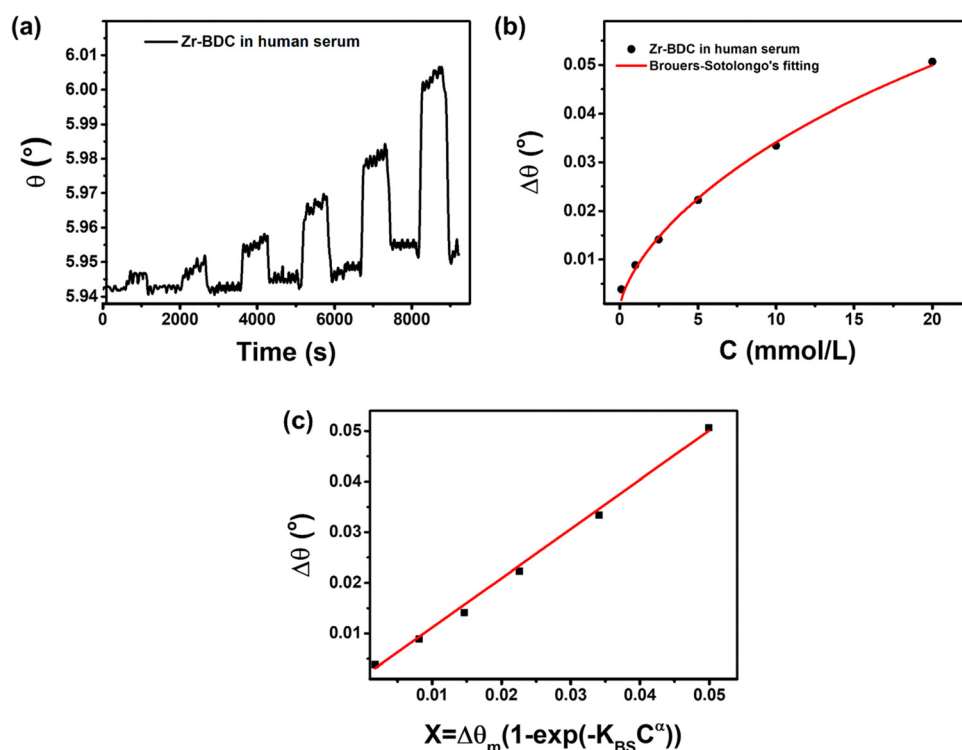 (a)
Zr-BDC in human serum
6.01
6.00
5.99
5.98
5.97
5.96
5.95
5.94
θ (°)
0 2000 4000 6000 8000
Time (s)
(b)
Zr-BDC in human serum
Brouers-Sotolongo's fitting
0.05
0.04
0.03
0.02
0.01
Δθ (°)
0 5 10 15 20
C (mmol/L)
(c)
0.05
0.04
0.03
0.02
0.01
Δθ (°)
0.01 0.02 0.03 0.04 0.05
X=Δθₘ(1-exp(-K_BSC^α))